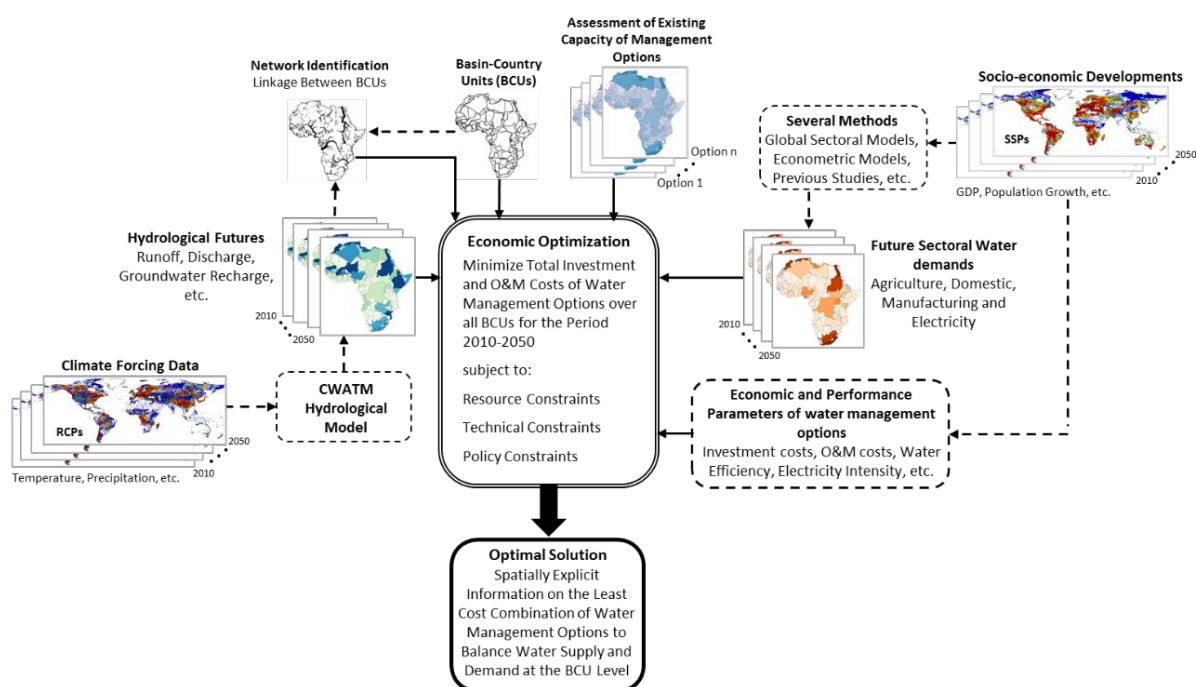 Assessment of Existing
Capacity of Management
Options
Network Identification
Linkage Between BCUs
Basin-Country
Units (BCUs)
Option n
Option 1
Socio-economic Developments
SSPs
2050
2010
GDP, Population Growth, etc.
Several Methods
Global Sectoral Models,
Econometric Models,
Previous Studies, etc.
Hydrological Futures
Runoff, Discharge,
Groundwater Recharge,
etc.
2010
2050
Economic Optimization
Minimize Total Investment
and O&M Costs of Water
Management Options over
all BCUs for the Period
2010-2050
subject to:
Resource Constraints
Technical Constraints
Policy Constraints
Future Sectoral Water
demands
Agriculture, Domestic,
Manufacturing and
Electricity
2010
2050
Climate Forcing Data
RCPs
2050
2010
Temperature, Precipitation, etc.
CWATM
Hydrological
Model
Economic and Performance
Parameters of water management
options
Investment costs, O&M costs, Water
Efficiency, Electricity Intensity, etc.
Optimal Solution
Spatially Explicit
Information on the Least
Cost Combination of Water
Management Options to
Balance Water Supply and
Demand at the BCU Level